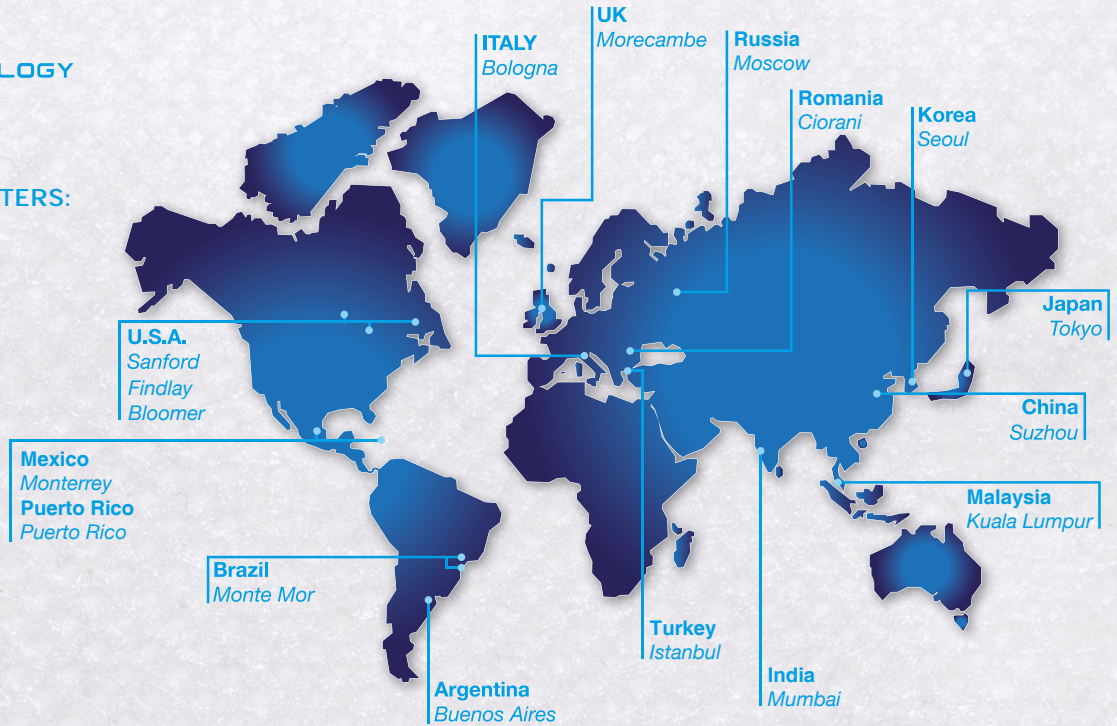 LOGY
TERS:
UK
Morecambe
ITALY
Bologna
Russia
Moscow
Romania
Ciorani
Korea
Seoul
Japan
Tokyo
U.S.A.
Sanford
Findlay
Bloomer
China
Suzhou
Mexico
Monterrey
Puerto Rico
Puerto Rico
Malaysia
Kuala Lumpur
Brazil
Monte Mor
Turkey
Istanbul
India
Mumbai
Argentina
Buenos Aires